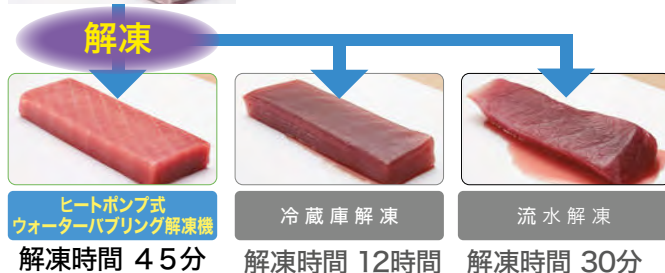 解凍
ヒートポンプ式
ウォーターバブリング解凍機
冷蔵庫解凍
流水解凍
解凍時間 45分
解凍時間 12時間
解凍時間 30分